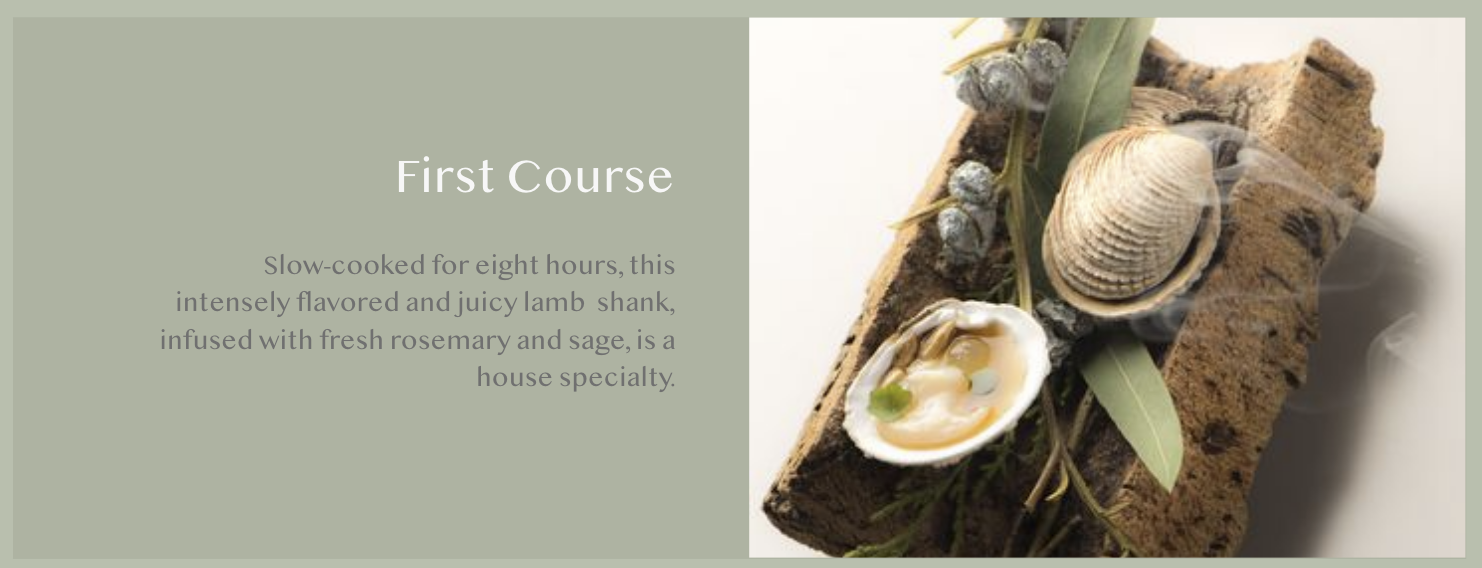 First Course
Slow-cooked for eight hours, this
intensely flavored and juicy lamb  shank,
infused with fresh rosemary and sage, is a
house specialty.